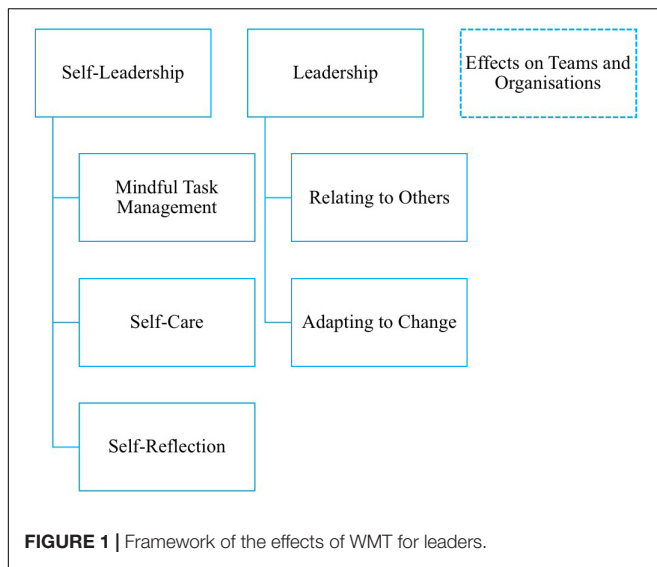 Self-Leadership
Leadership
Effects on Teams and
Organisations
Mindful Task
Management
Relating to Others
Self-Care
Adapting to Change
Self-Reflection
FIGURE 1 | Framework of the effects of WMT for leaders.